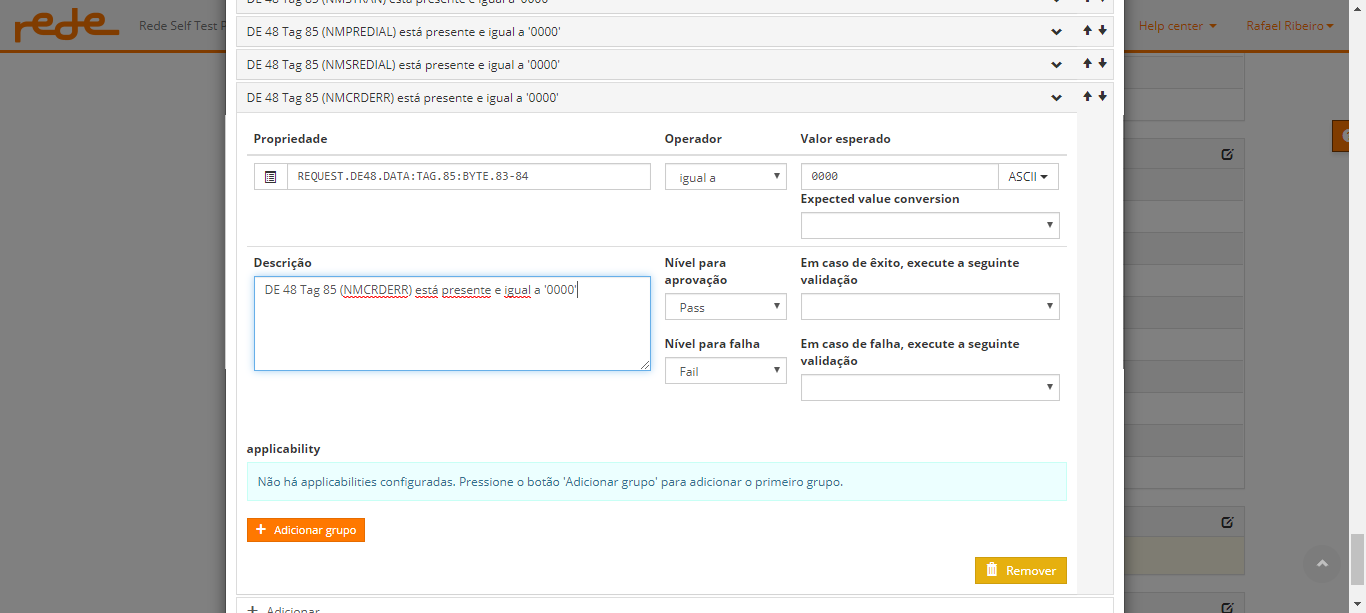 DE 48 Tag 85 (NMSTRAN) está presente e igual a '0000'
rede
Rede Self Test
DE 48 Tag 85 (NMPREDIAL) está presente e igual a '0000'
Help center
Rafael Ribeiro
DE 48 Tag 85 (NMSREDIAL) está presente e igual a '0000'
DE 48 Tag 85 (NMCRDERR) está presente e igual a '0000'
Propriedade
Operador
Valor esperado
REQUEST.DE48.DATA:TAG.85:BYTE.83-84
igual a
0000
ASCII
Expected value conversion
Descrição
Nível para
aprovação
Em caso de êxito, execute a seguinte
validação
DE 48 Tag 85 (NMCRDERR) está presente e igual a '0000'
Pass
Nível para falha
Em caso de falha, execute a seguinte
validação
Fail
applicability
Não há applicabilities configuradas. Pressione o botão 'Adicionar grupo' para adicionar o primeiro grupo.
+ Adicionar grupo
Remover
+ Adicionar